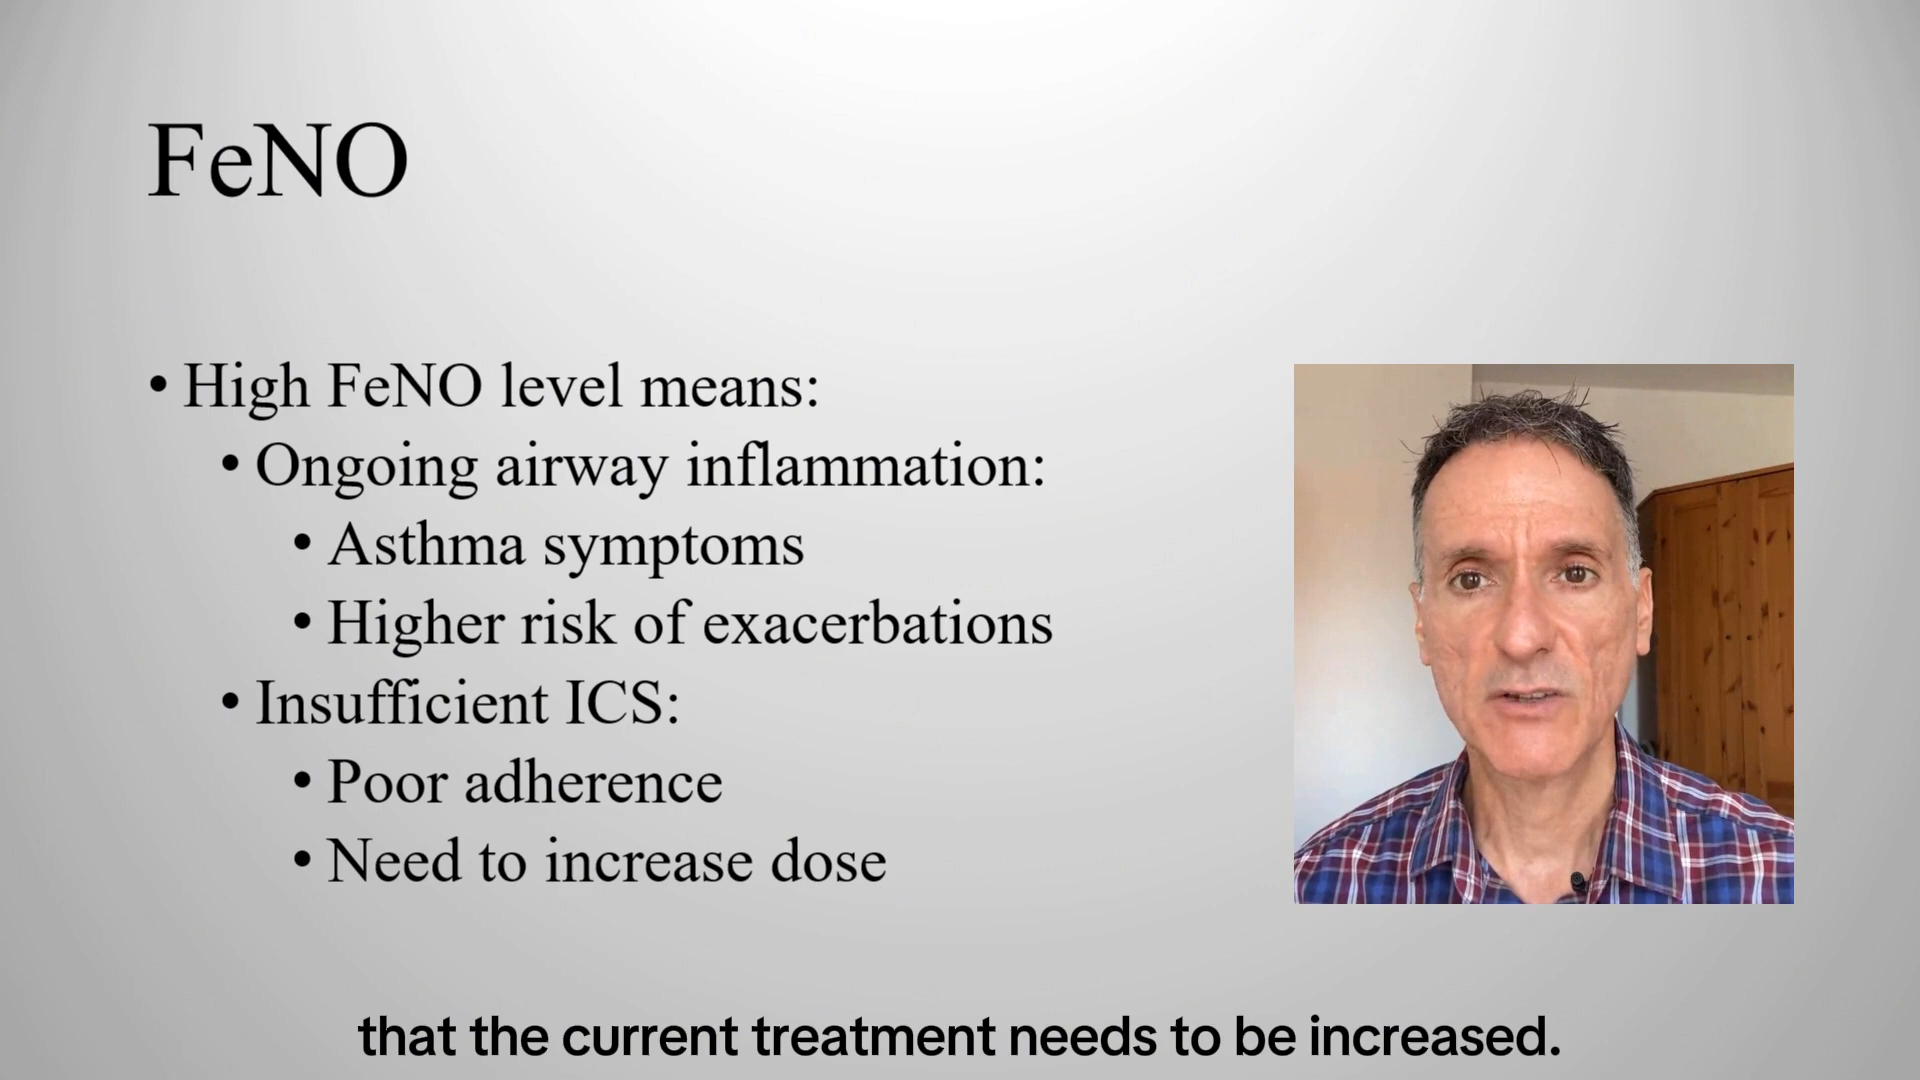 FeNO
• High FeNO level means:
• Ongoing airway inflammation:
• Asthma symptoms
• Higher risk of exacerbations
• Insufficient ICS:
• Poor adherence
• Need to increase dose
that the current treatment needs to be increased.